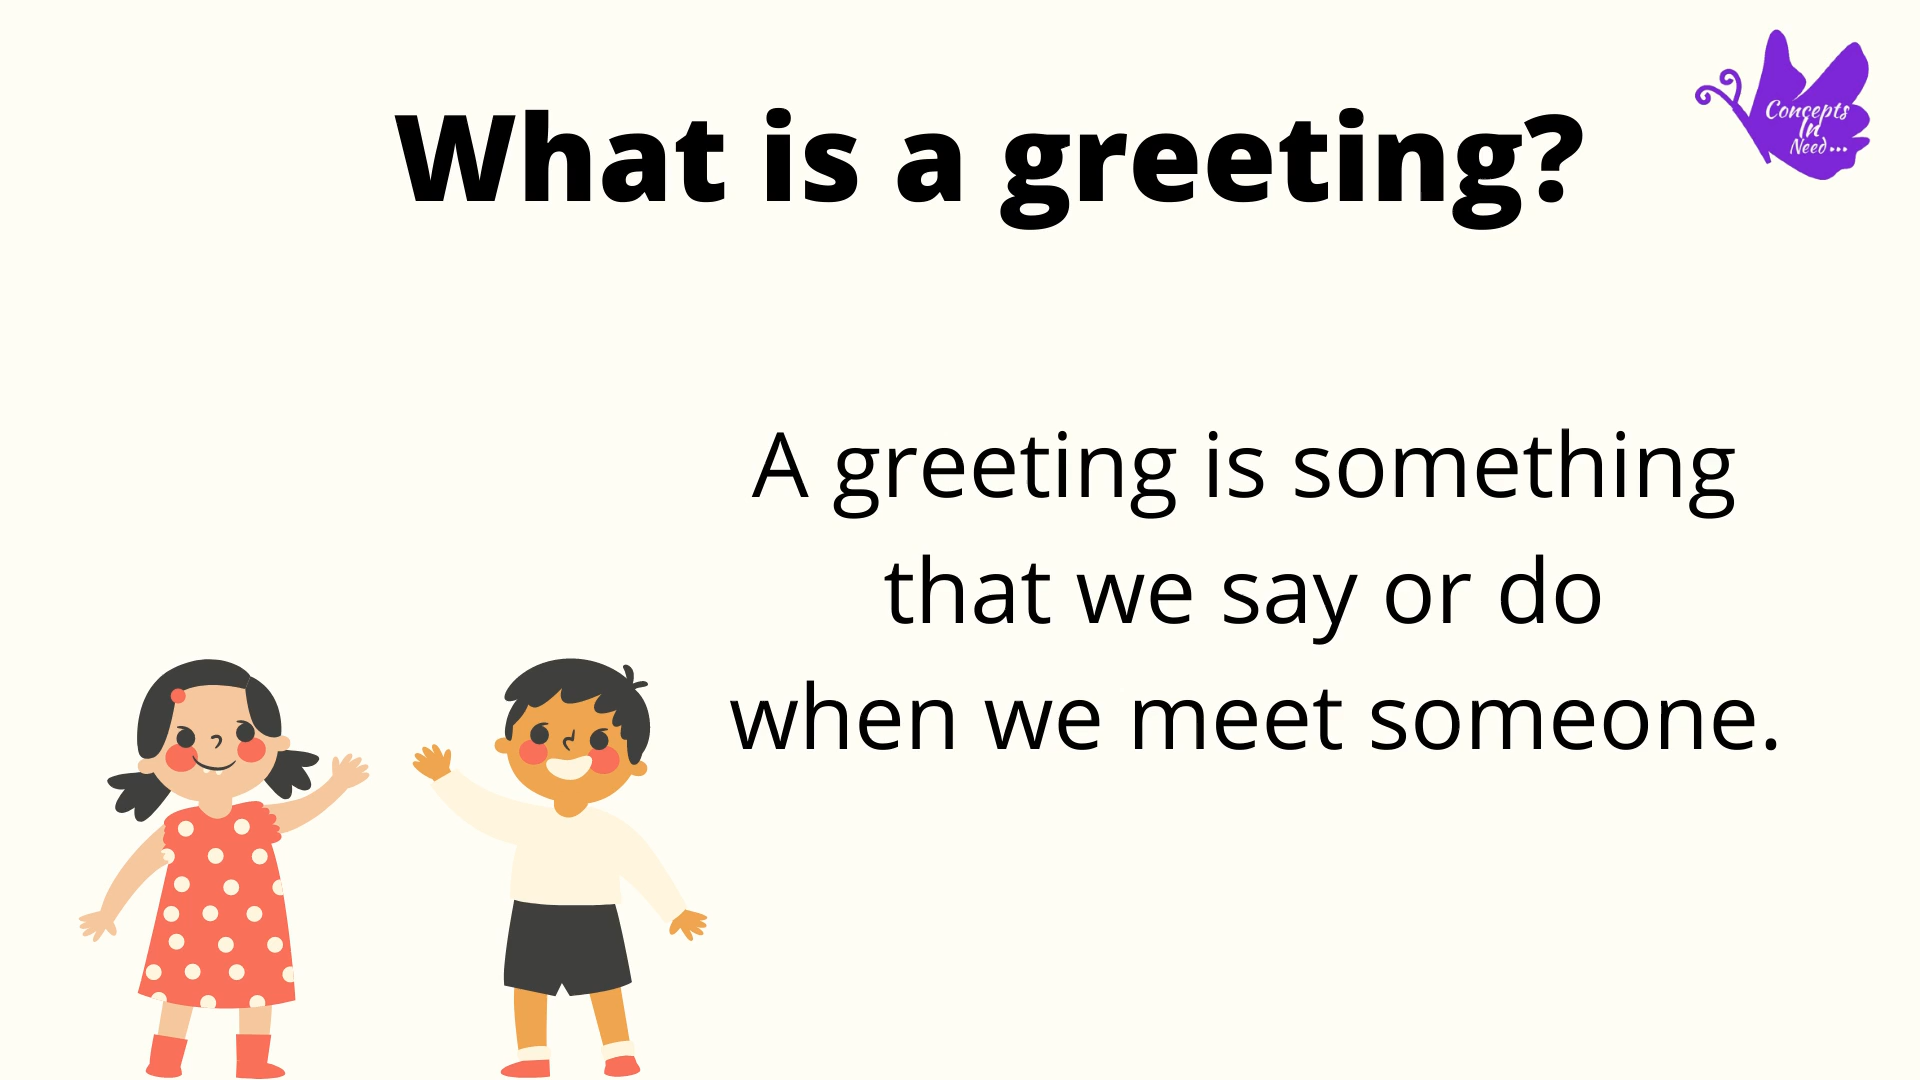 What is a greeting?
Concepts
In
Need...
A greeting is something
that we say or do
when we meet someone.